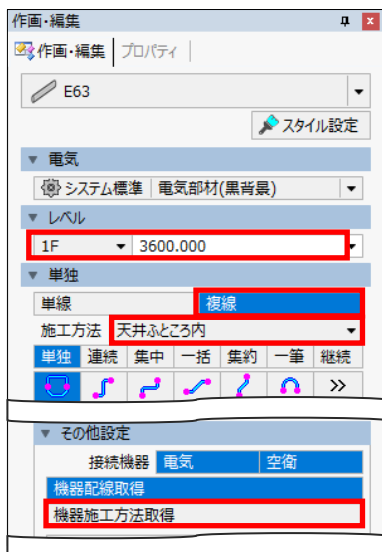 作画・編集
作画・編集 プロパティ
E63
スタイル設定
電気
システム標準 電気部材(黒背景)
レベル
1F 3600.000
単独
単線 複線
施工方法 天井ふところ内
単独 連続 集中 一括 集約 一筆 継続
その他設定
接続機器 電気 空衛
機器配線取得
機器施工方法取得